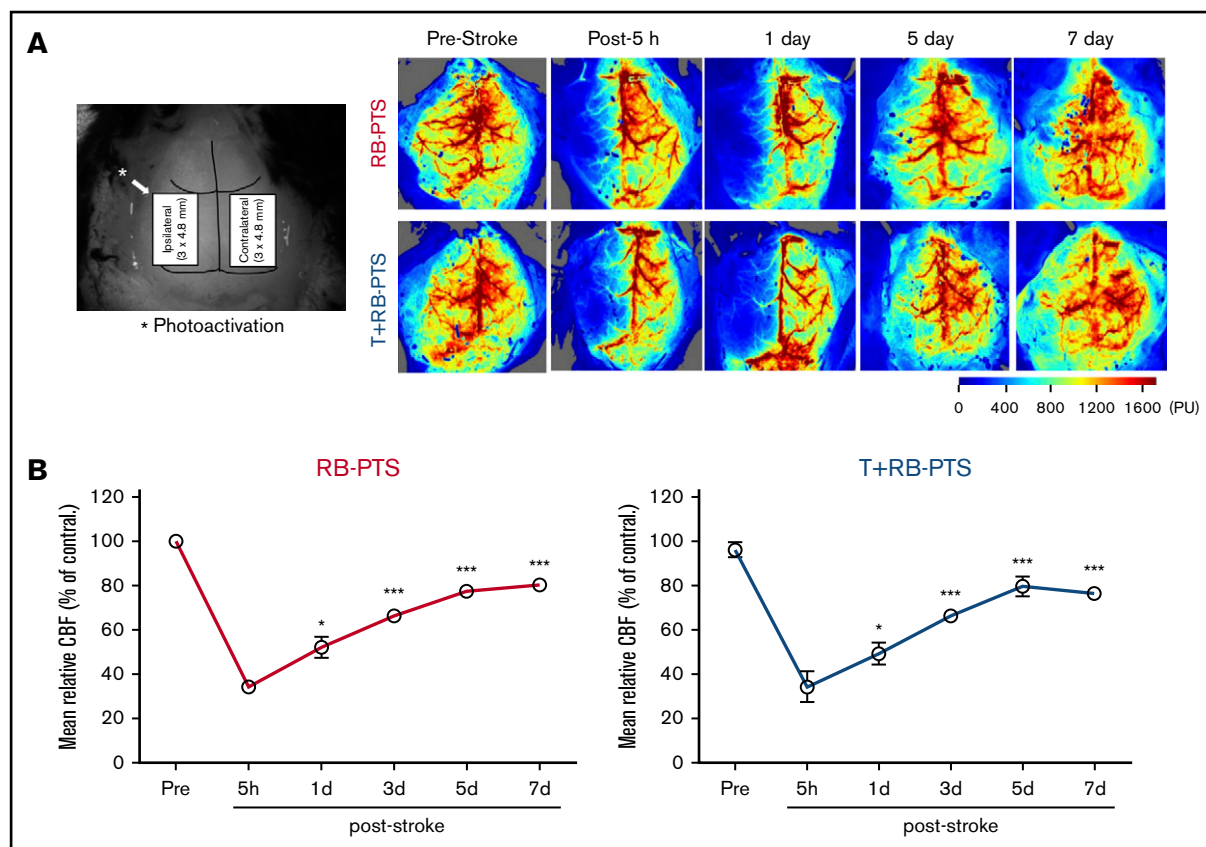 A
Pre-Stroke
Post-5 h
1 day
5 day
7 day
RB-PTS
T+RB-PTS
*
Ipsilateral
(3 x 4.8 mm)
Contralateral
(3 x 4.8 mm)
* Photoactivation
0 400 800 1200 1600 (PU)
B
RB-PTS
Mean relative CBF (% of contral.)
120
100
80
60
40
20
0
*
***
***
***
Pre 5h 1d 3d 5d 7d
post-stroke
T+RB-PTS
Mean relative CBF (% of contral.)
120
100
80
60
40
20
0
*
***
***
***
Pre 5h 1d 3d 5d 7d
post-stroke